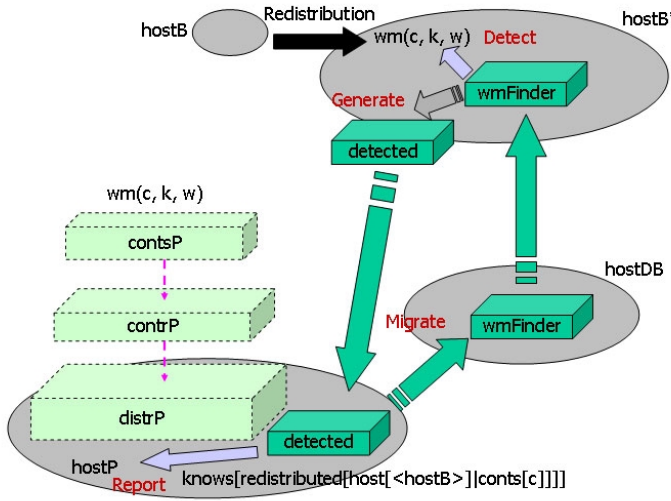 hostB
Redistribution
hostB'
wm(c, k, w)
Detect
wmFinder
Generate
detected
wm(c, k, w)
contsP
hostDB
contrP
Migrate
wmFinder
distrP
detected
hostP
Report
knows[redistributed[host[<hostB>]|conts[c]]]]